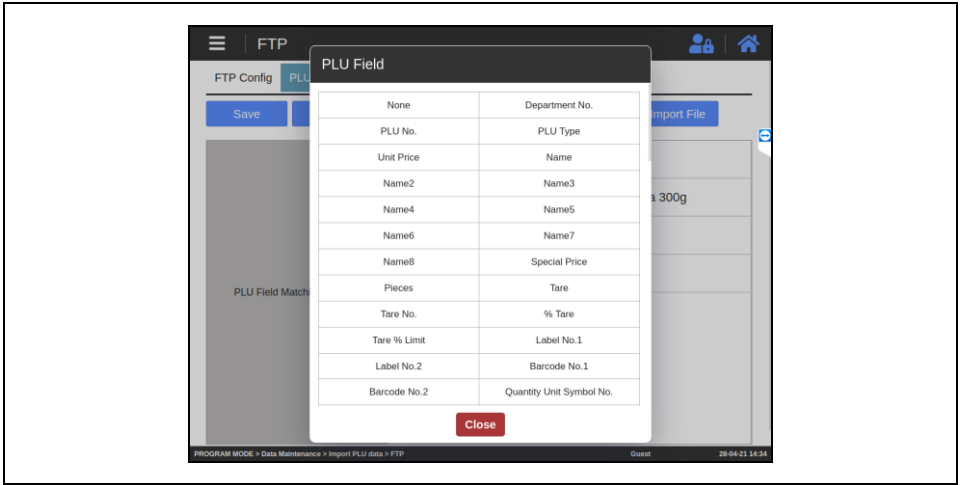 FTP
PLU Field
FTP Config PLU
Save Import File
None Department No.
PLU No. PLU Type
Unit Price Name
Name2 Name3
a 300g
Name4 Name5
Name6 Name7
Name8 Special Price
PLU Field Matchi
Pieces Tare
Tare No. % Tare
Tare % Limit Label No.1
Label No.2 Barcode No.1
Barcode No.2 Quantity Unit Symbol No.
Close
PROGRAM MODE > Data Maintenance > Import PLU data > FTP Guest 28-04-21 14:34